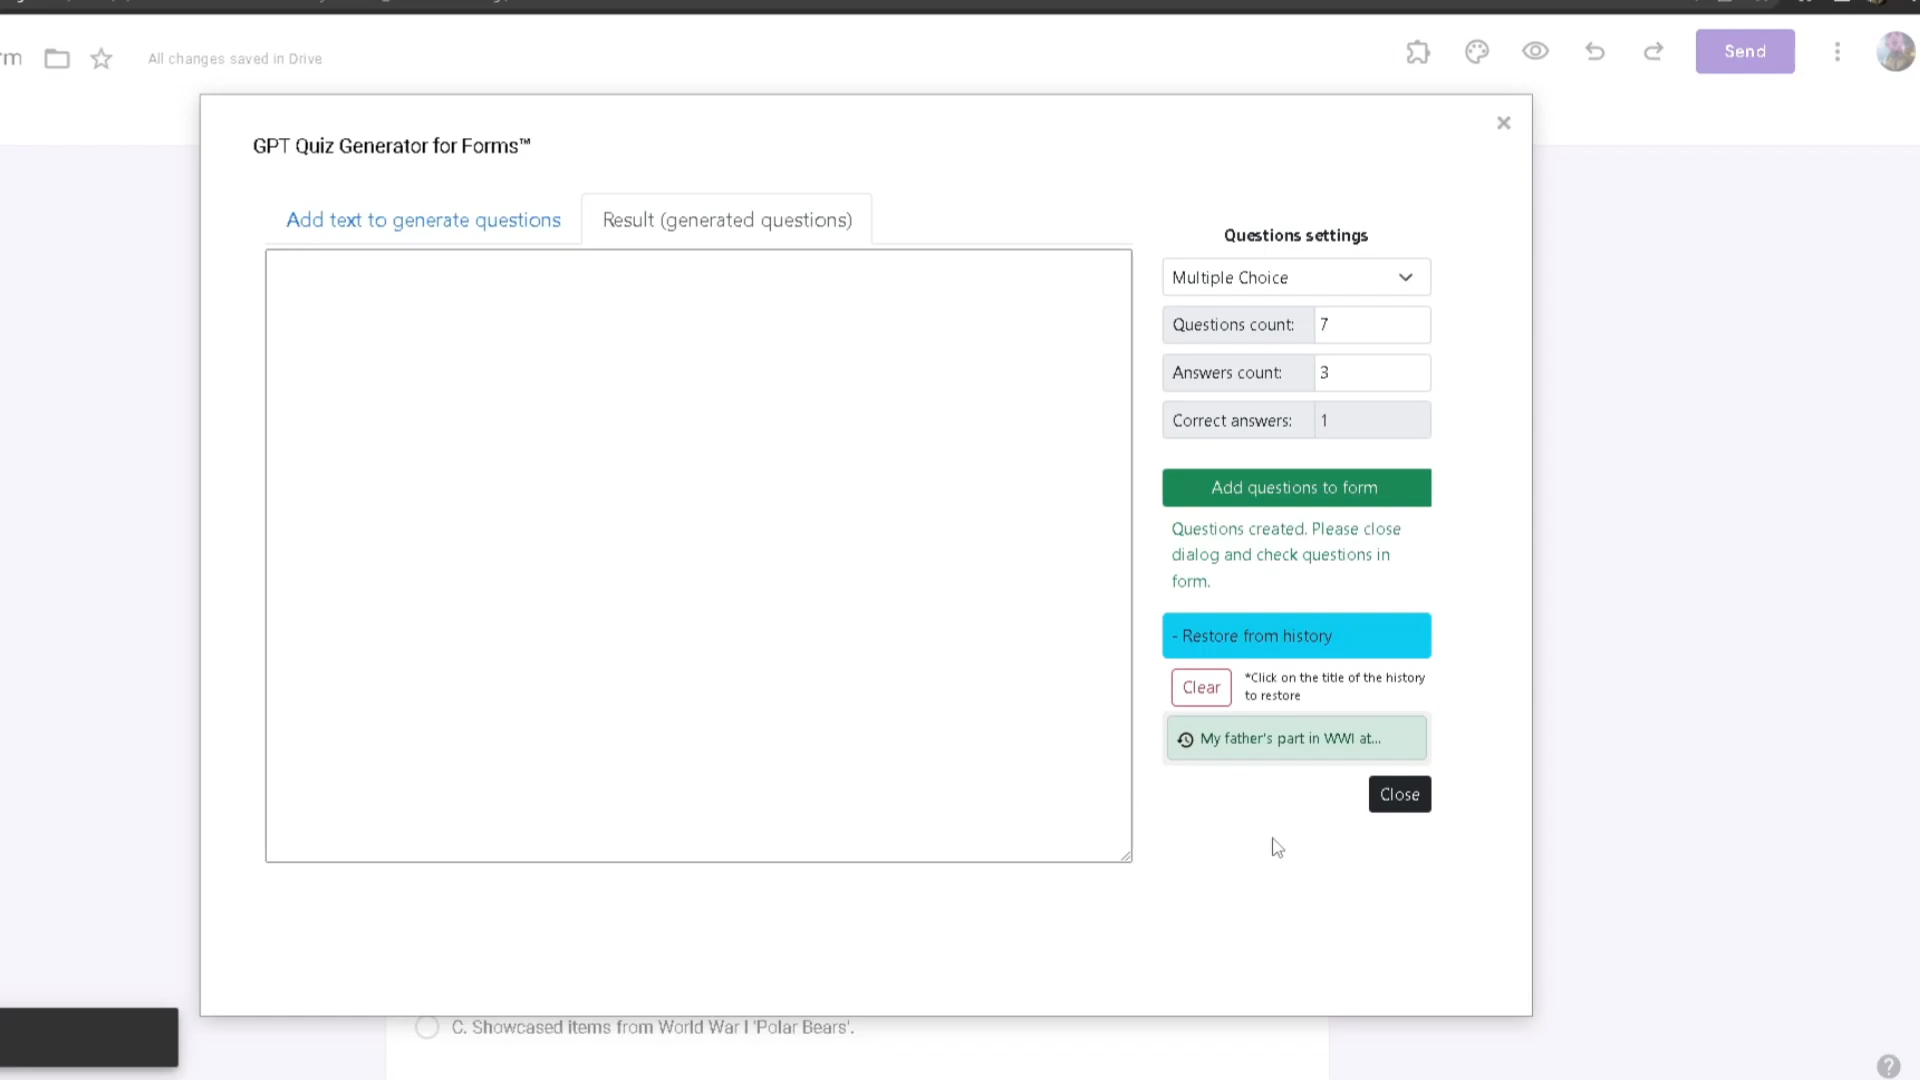 rm
All changes saved in Drive
Send
GPT Quiz Generator for Forms™
×
Add text to generate questions
Result (generated questions)
Questions settings
Multiple Choice
Questions count: 7
Answers count: 3
Correct answers: 1
Add questions to form
Questions created. Please close
dialog and check questions in
form.
- Restore from history
Clear
*Click on the title of the history
to restore
My father's part in WWI at...
Close
C. Showcased items from World War I 'Polar Bears'.
?